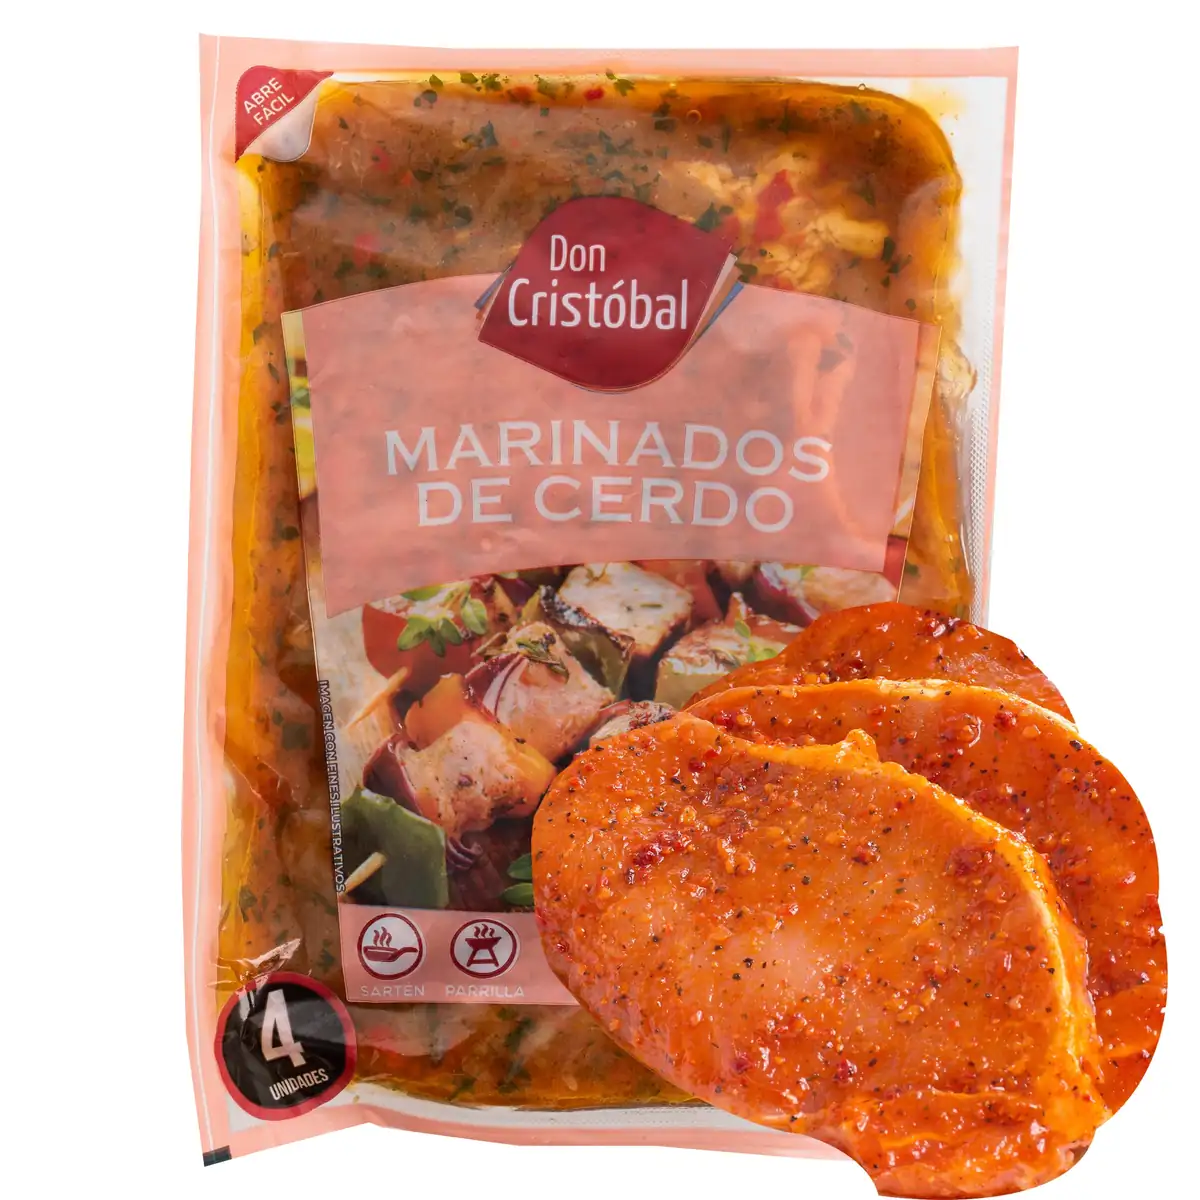 ABRE
FÁCIL
Don
Cristóbal
MARINADOS
DE CERDO
IMAGEN CON FINES ILUSTRATIVOS
SARTÉN PARRILLA
4
UNIDADES